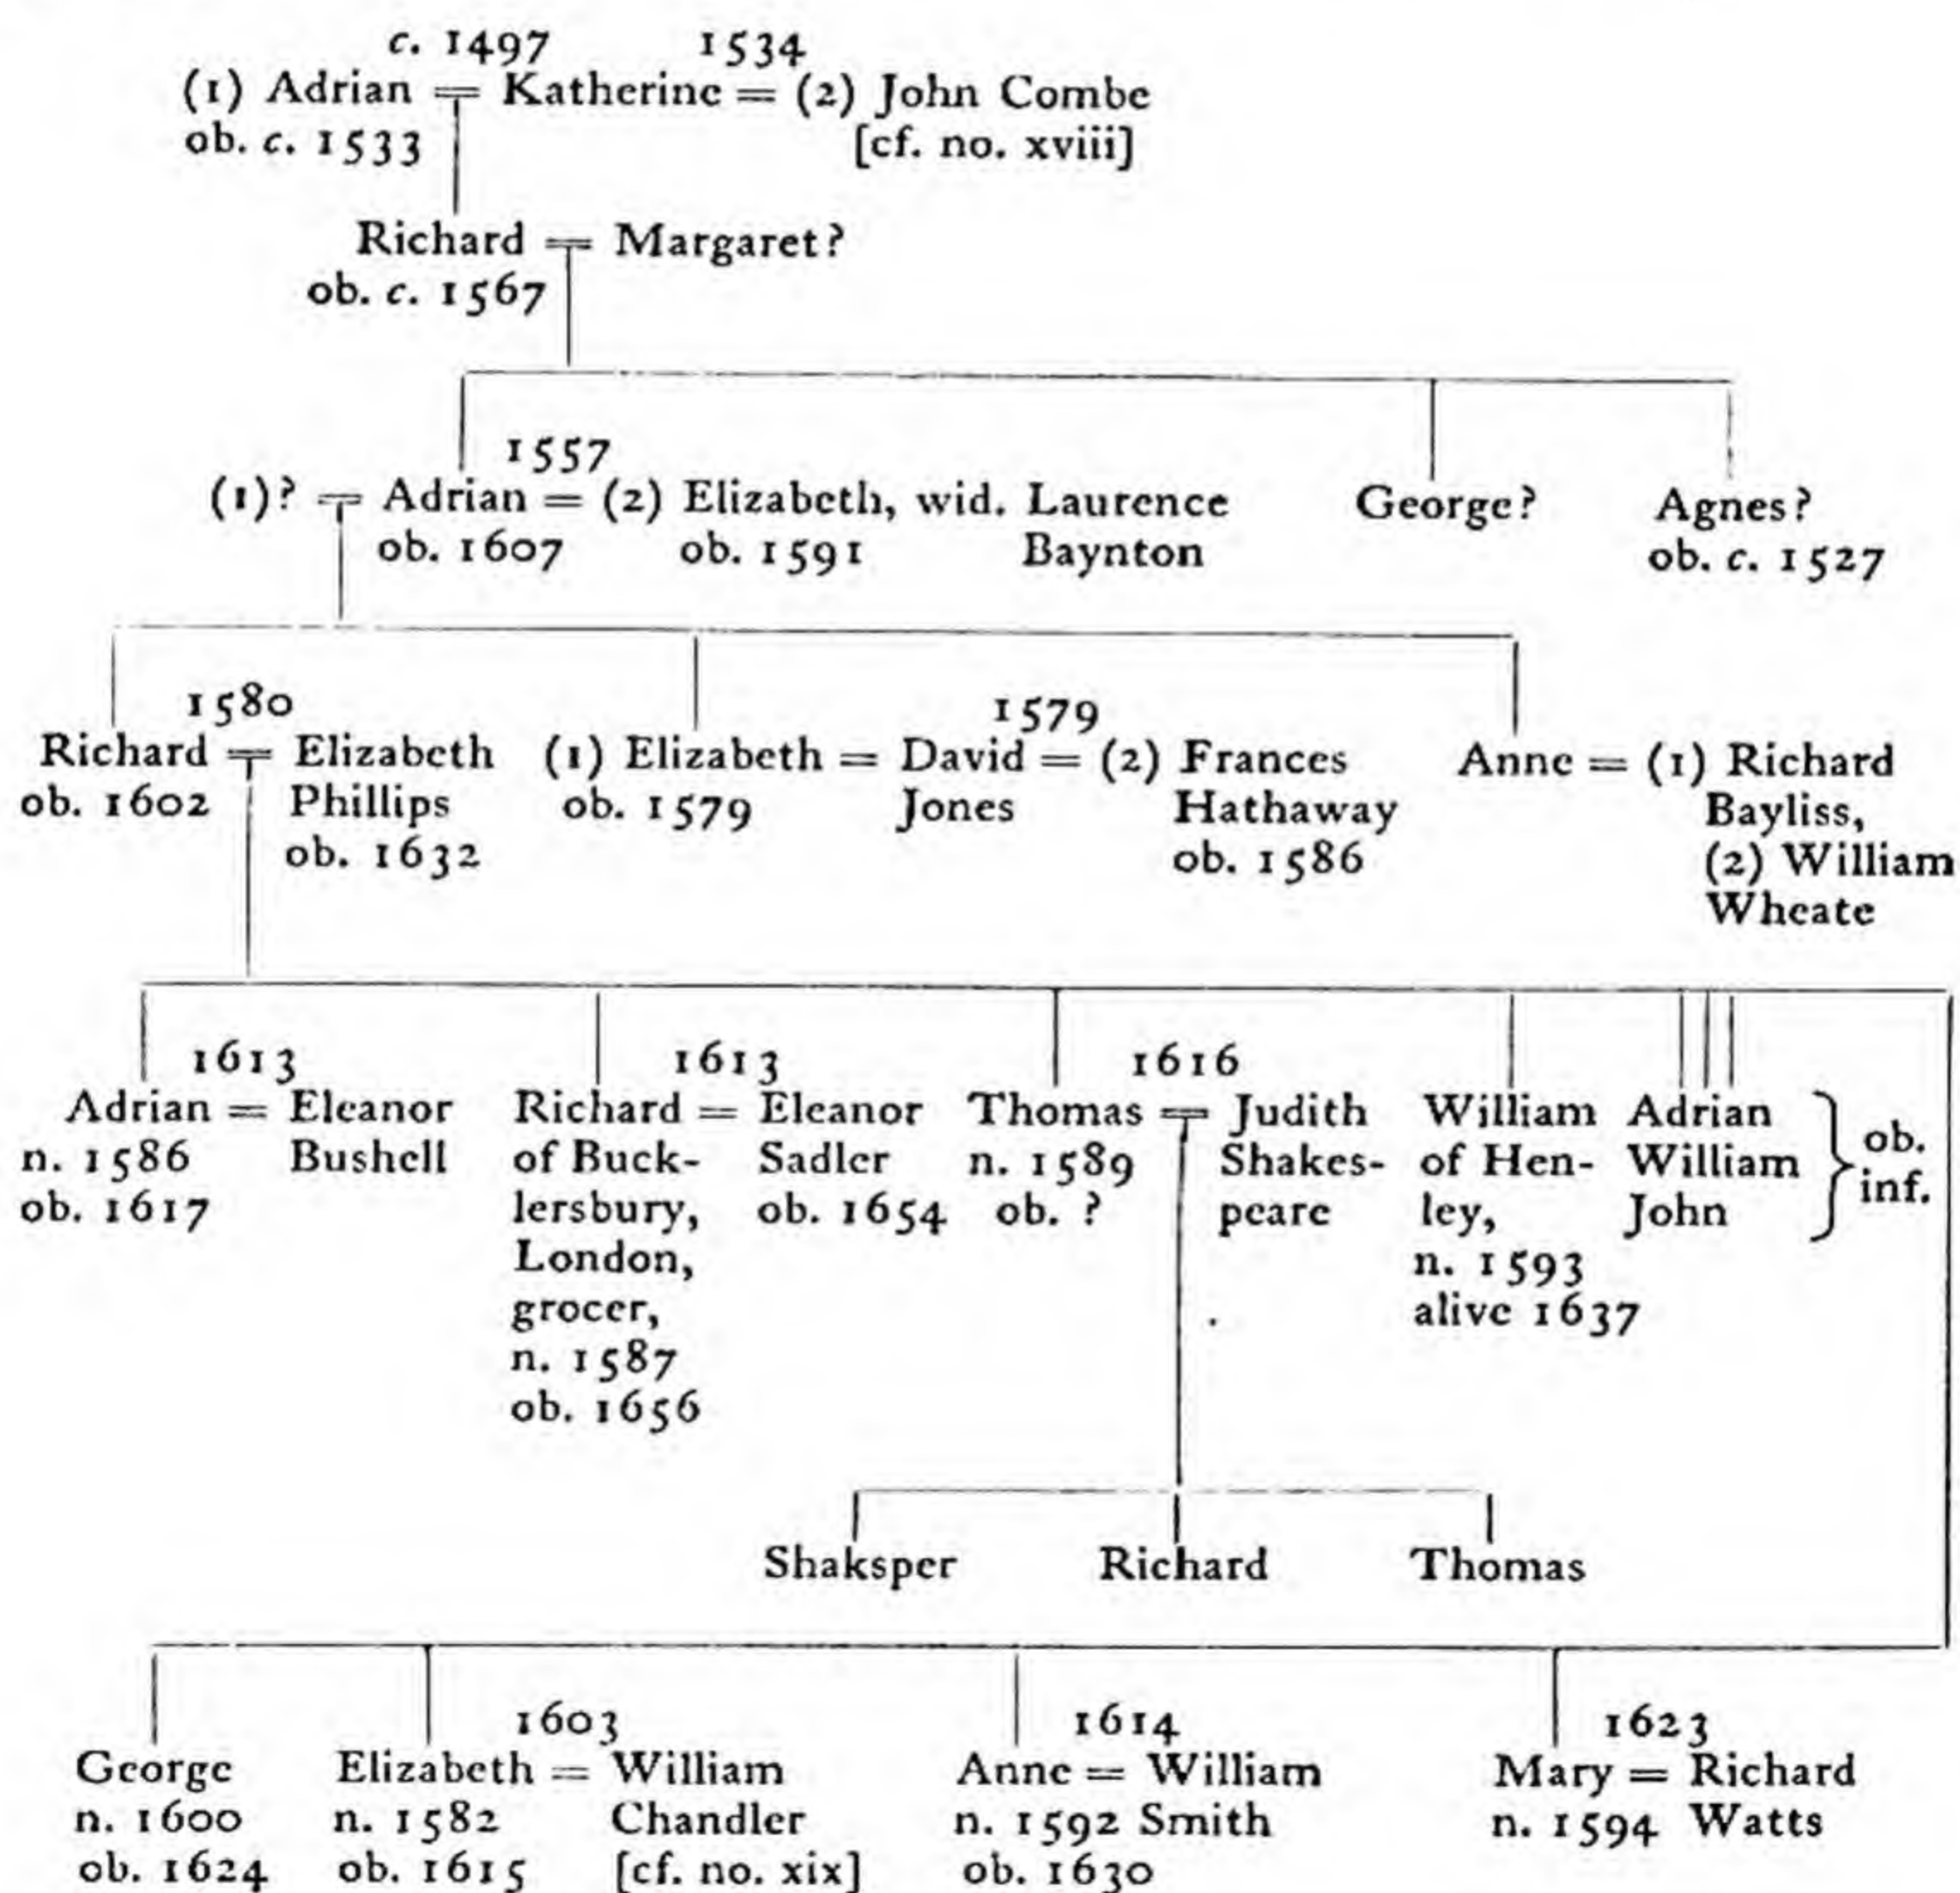 c. 1497 1534
(1) Adrian = Katherine = (2) John Combe
ob. c. 1533 [cf. no. xviii]
Richard = Margaret?
ob. c. 1567
1557
(1)? = Adrian = (2) Elizabeth, wid. Laurence George? Agnes?
ob. 1607 ob. 1591 Baynton ob. c. 1527
1580 1579
Richard = Elizabeth (1) Elizabeth = David = (2) Frances Anne = (1) Richard
ob. 1602 Phillips ob. 1579 Jones Hathaway Bayliss,
ob. 1632 ob. 1586 (2) William
Wheate
1613 1613 1616
Adrian = Eleanor Richard = Eleanor Thomas = Judith William Adrian
n. 1586 Bushell of Buck- Sadler n. 1589 Shakes- of Hen- William ob.
ob. 1617 lersbury, ob. 1654 ob. ? peare ley, John inf.
London, n. 1593
grocer, alive 1637
n. 1587
ob. 1656
Shaksper Richard Thomas
1603 1614 1623
George Elizabeth = William Anne = William Mary = Richard
n. 1600 n. 1582 Chandler n. 1592 Smith n. 1594 Watts
ob. 1624 ob. 1615 [cf. no. xix] ob. 1630